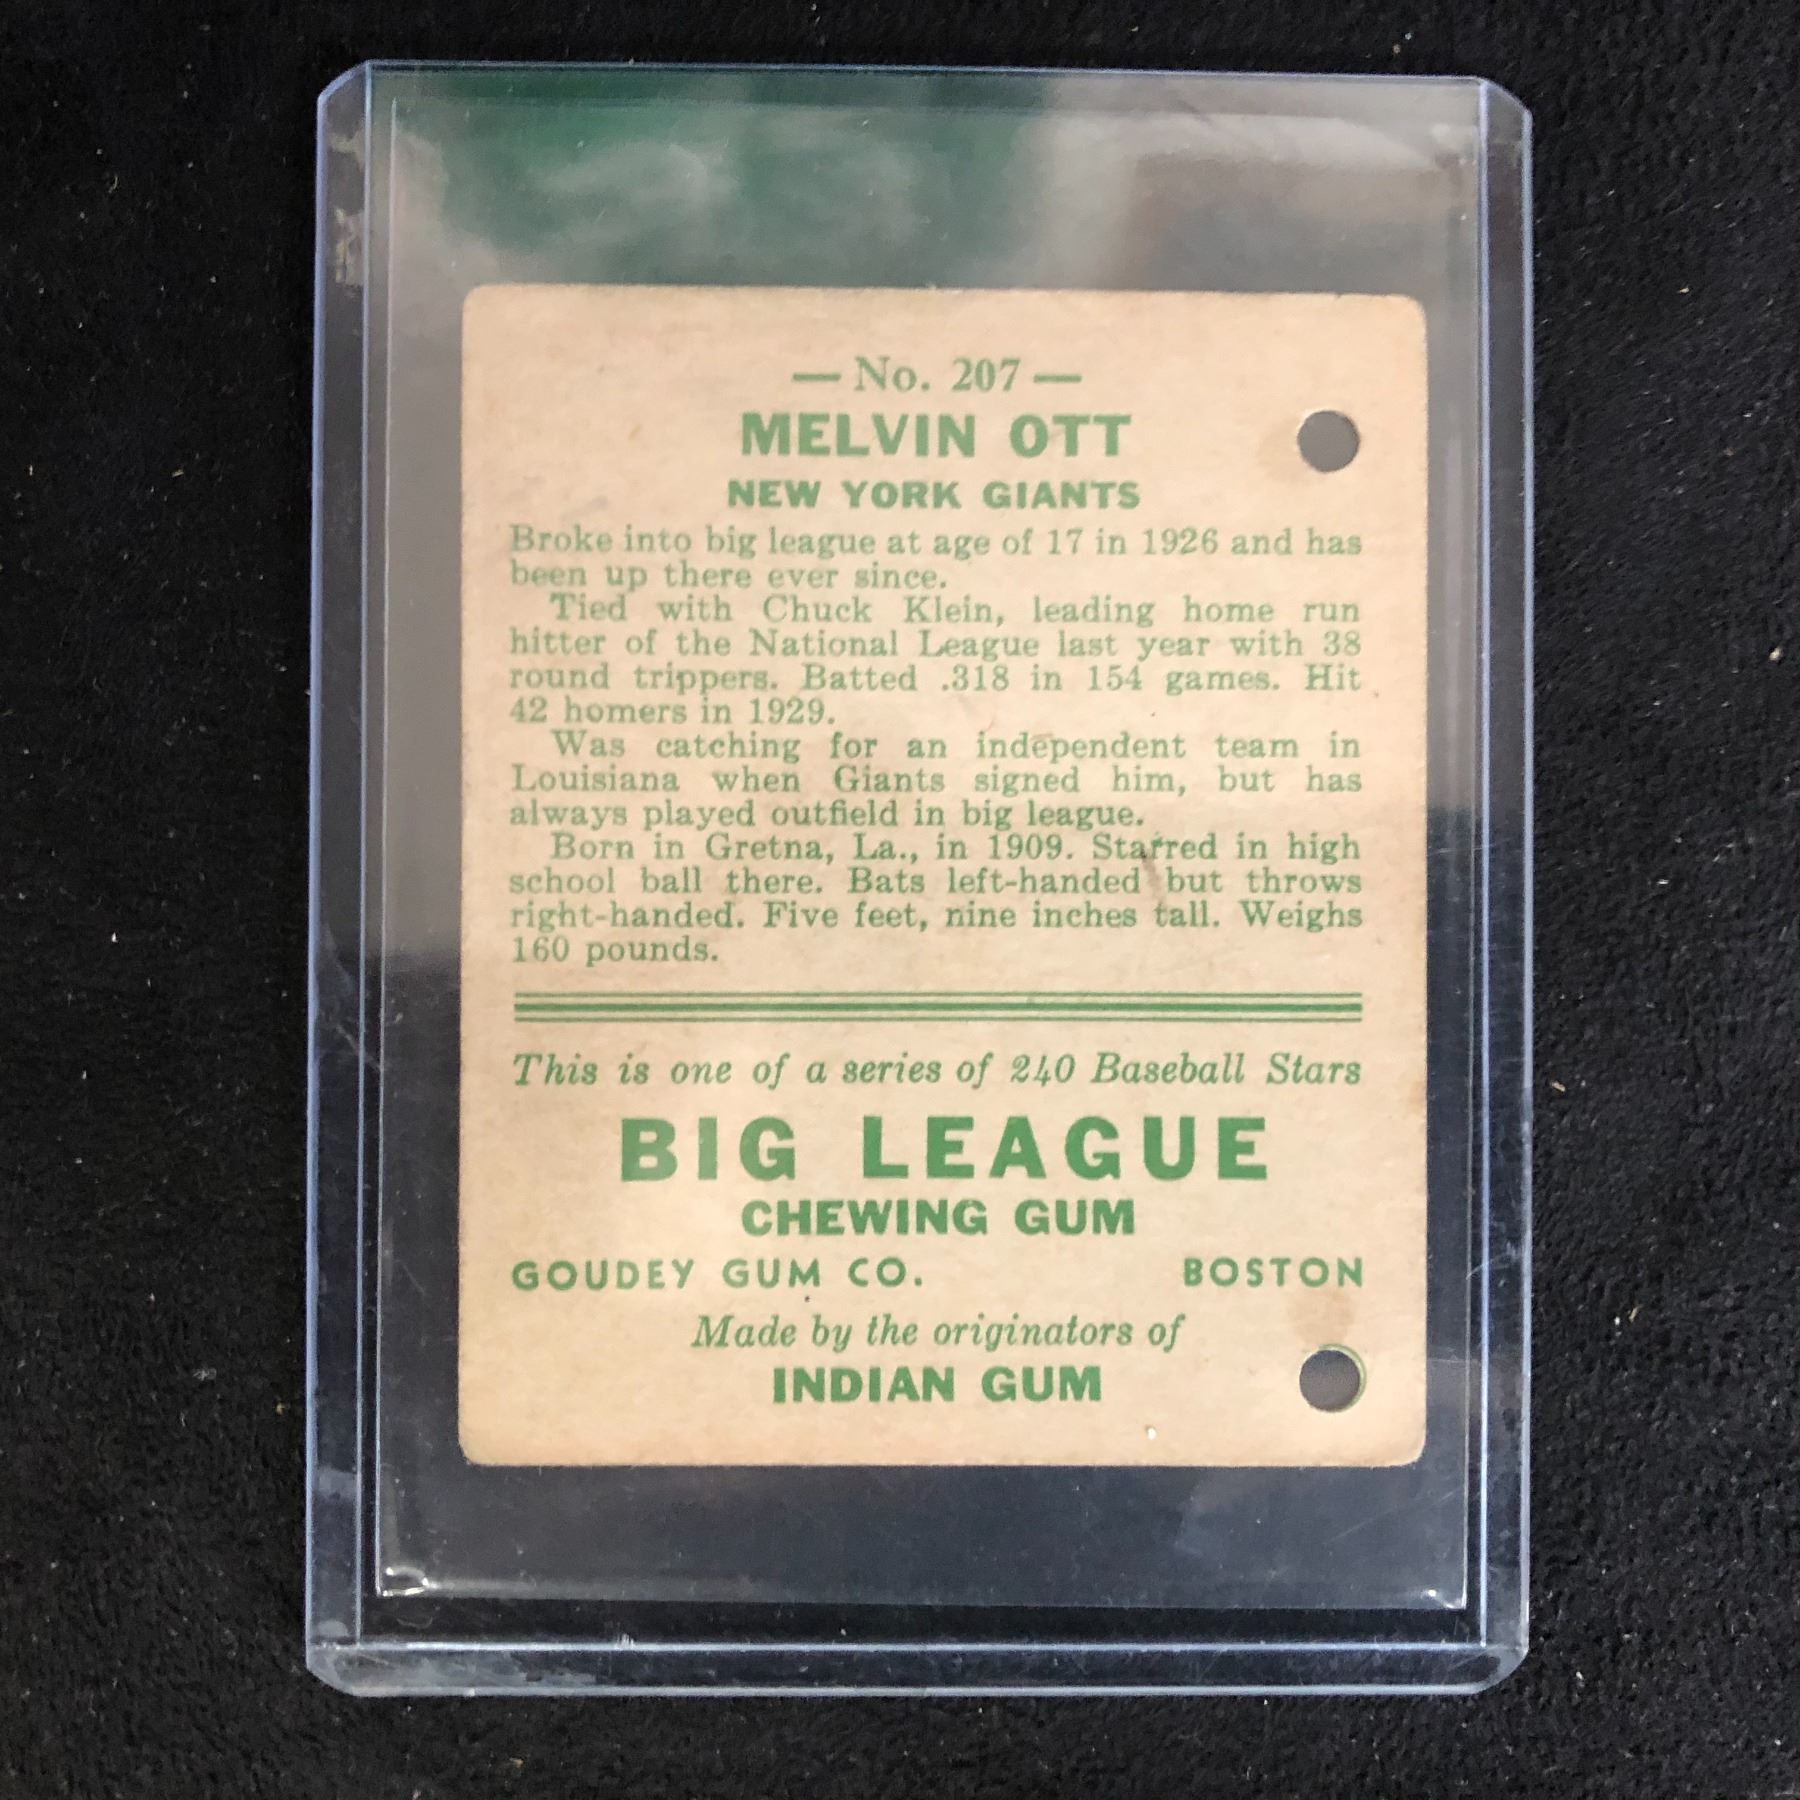 — No. 207 —
MELVIN OTT
NEW YORK GIANTS
Broke into big league at age of 17 in 1926 and has
been up there ever since.
Tied with Chuck Klein, leading home run
hitter of the National League last year with 38
round trippers. Batted .318 in 154 games. Hit
42 homers in 1929.
Was catching for an independent team in
Louisiana when Giants signed him, but has
always played outfield in big league.
Born in Gretna, La., in 1909. Starred in high
school ball there. Bats left-handed but throws
right-handed. Five feet, nine inches tall. Weighs
160 pounds.
This is one of a series of 240 Baseball Stars
BIG LEAGUE
CHEWING GUM
GOUDEY GUM CO. BOSTON
Made by the originators of
INDIAN GUM